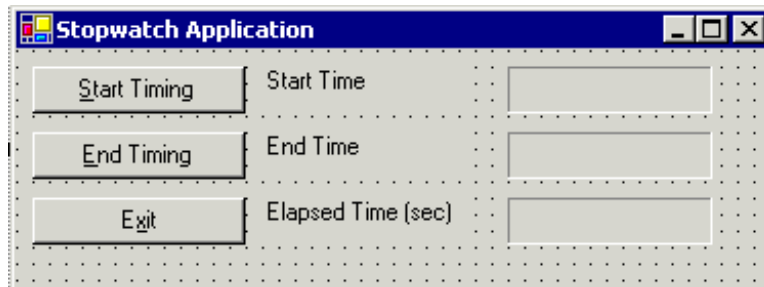 Stopwatch Application
Start Timing Start Time
End Timing End Time
Exit Elapsed Time (sec)